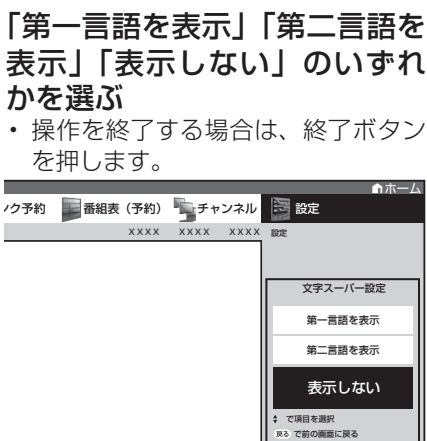 「第一言語を表示」「第二言語を
表示」「表示しない」のいずれ
かを選ぶ
・ 操作を終了する場合は、終了ボタン
を押します。
ホーム
ク予約 番組表（予約） チャンネル 設定
XXXX XXXX XXXX 設定
文字スーパー設定
第一言語を表示
第二言語を表示
表示しない
で項目を選択
戻る で前の画面に戻る